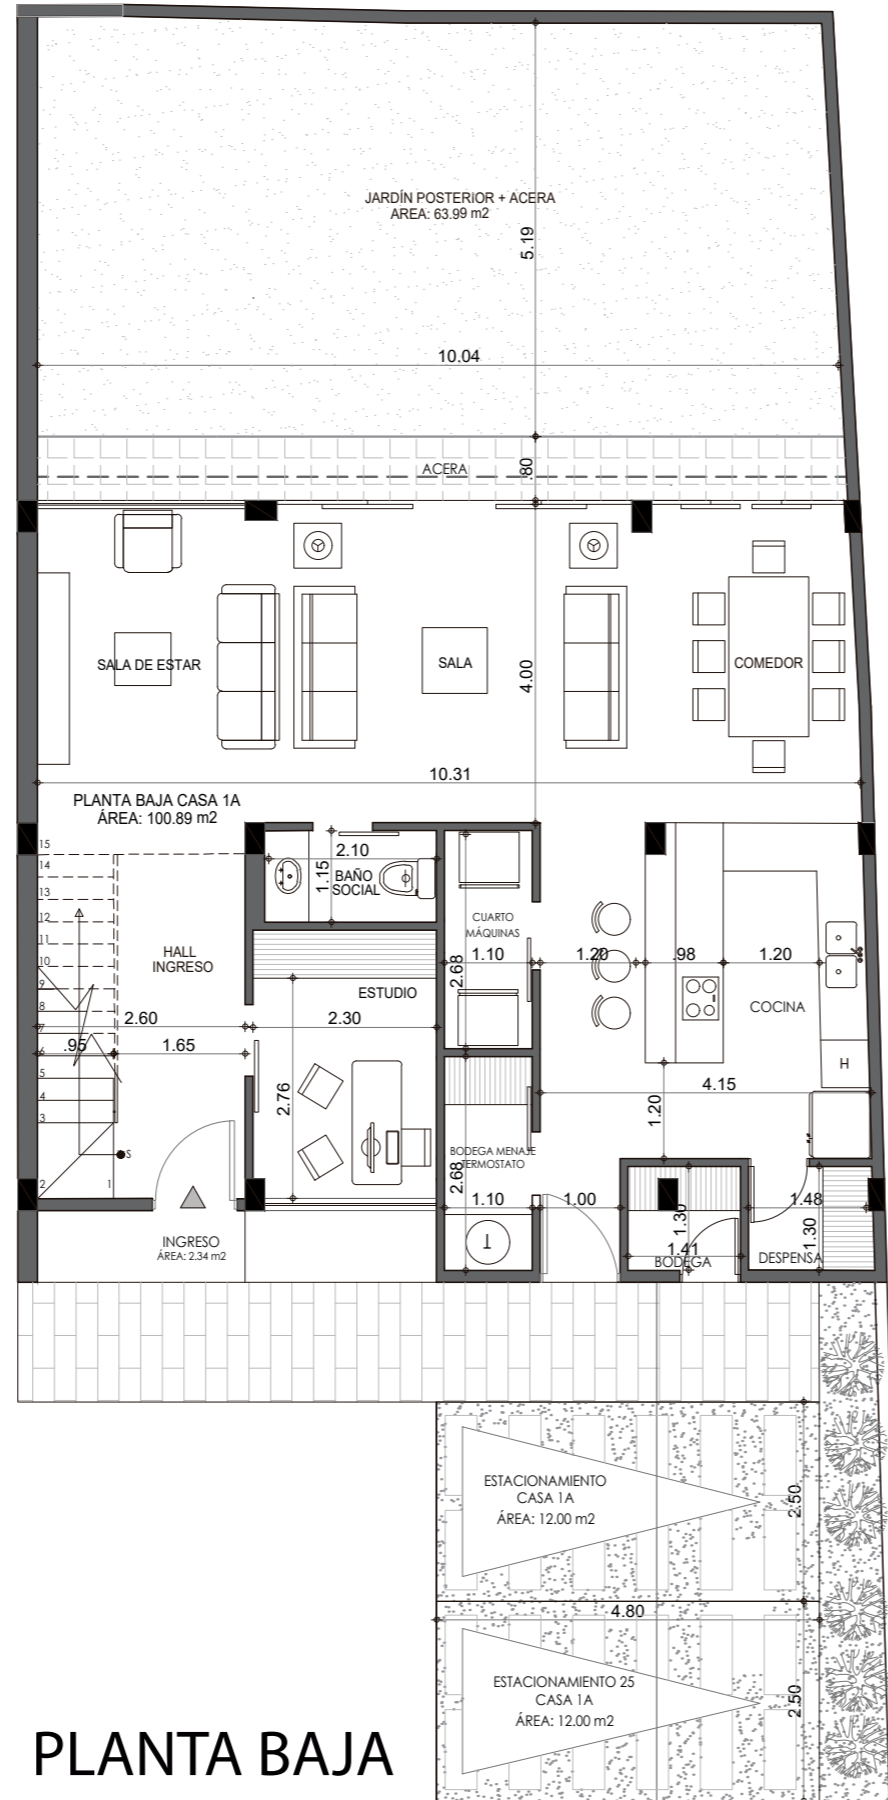 JARDÍN POSTERIOR + ACERA
AREA: 63.99 m2
5.19
10.04
ACERA
.80
SALA DE ESTAR
SALA
4.00
COMEDOR
10.31
PLANTA BAJA CASA 1A
ÁREA: 100.89 m2
15
14
13
12
11
10
9
8
7
6
5
4
3
2
1
S
2.10
1.15
BAÑO
SOCIAL
CUARTO
MÁQUINAS
1.10
2.68
1.20
.98
1.20
HALL
INGRESO
ESTUDIO
COCINA
2.60
2.30
.95
1.65
H
2.76
4.15
1.20
BODEGA MENAJE
TERMOSTATO
2.68
1.10
1.00
1.30
1.41
BODEGA
1.48
1.30
DESPENSA
INGRESO
ÁREA: 2.34 m2
ESTACIONAMIENTO
CASA 1A
ÁREA: 12.00 m2
2.50
4.80
ESTACIONAMIENTO 25
CASA 1A
ÁREA: 12.00 m2
2.50
PLANTA BAJA